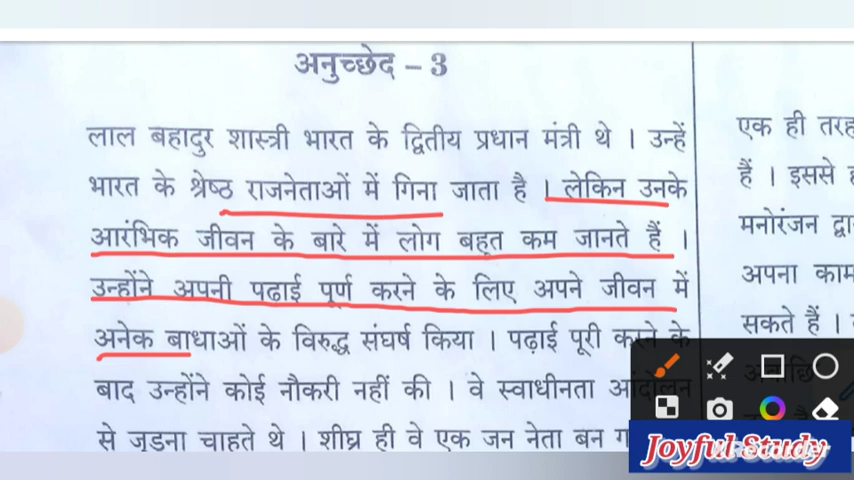 अनुच्छेद – 3
लाल बहादुर शास्त्री भारत के द्वितीय प्रधान मंत्री थे । उन्हें
भारत के श्रेष्ठ राजनेताओं में गिना जाता है । लेकिन उनके
आरंभिक जीवन के बारे में लोग बहुत कम जानते हैं ।
उन्होंने अपनी पढाई पूर्ण करने के लिए अपने जीवन में
अनेक बाधाओं के विरुद्ध संघर्ष किया । पढ़ाई पूरी करने के
बाद उन्होंने कोई नौकरी नहीं की । वे स्वाधीनता आंदोलन
से जुडना चाहते थे । शीघ्र ही वे एक जन नेता बन
एक ही तरह
हैं । इससे
मनोरंजन
अपना काम
सकते हैं ।
Joyful Study